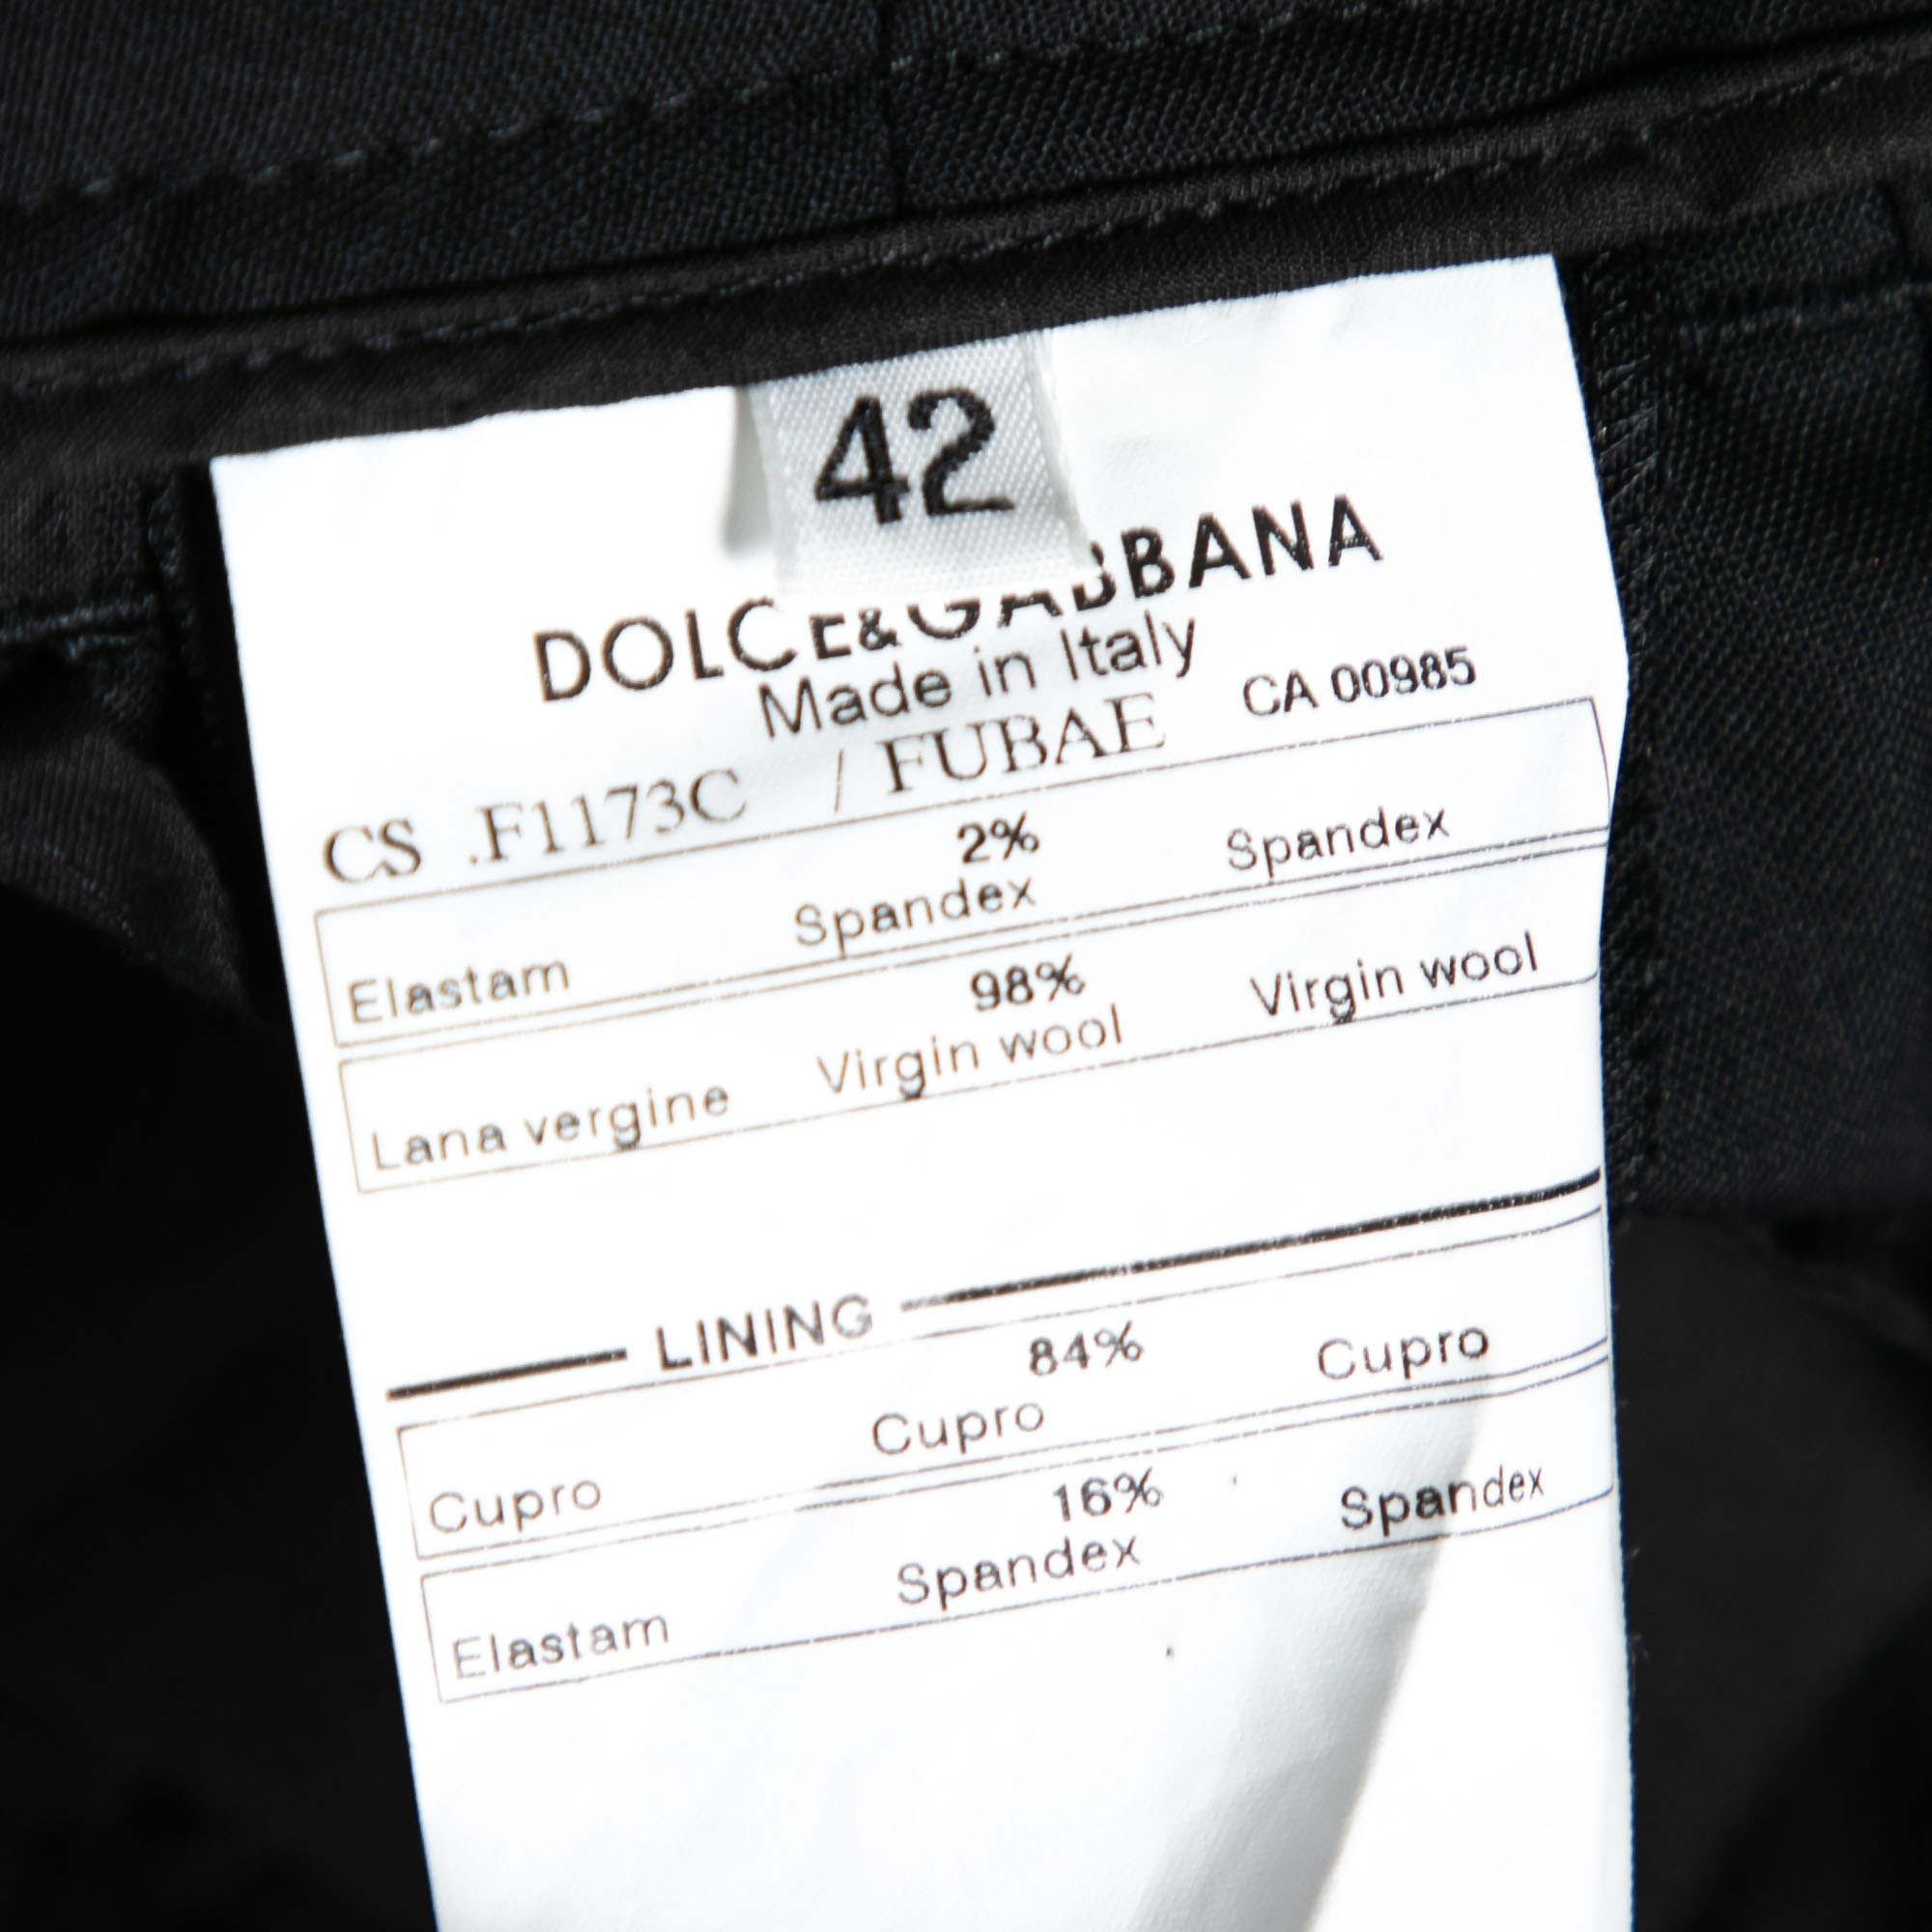 42
DOLCE&GABBANA
Made in Italy
CS .F1173C / FUBAE CA 00985
2%
Elastam Spandex Spandex
98%
Lana vergine Virgin wool Virgin wool
LINING
84%
Cupro Cupro Cupro
16%
Elastam Spandex Spandex